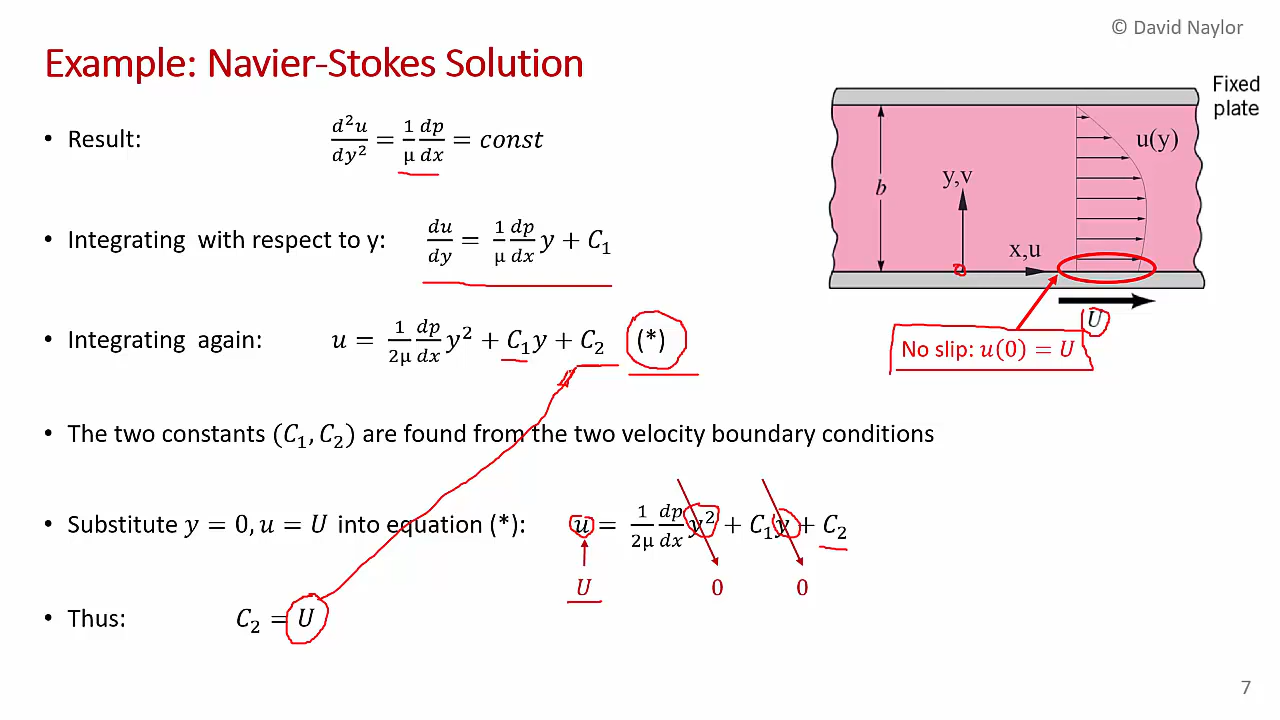 © David Naylor
Example: Navier-Stokes Solution
• Result: d²u/dy² = 1/μ dp/dx = const
• Integrating with respect to y: du/dy = 1/μ dp/dx y + C₁
• Integrating again: u = 1/2μ dp/dx y² + C₁y + C₂ (*)
• The two constants (C₁, C₂) are found from the two velocity boundary conditions
• Substitute y = 0, u = U into equation (*): u = 1/2μ dp/dx y² + C₁y + C₂
U 0 0
• Thus: C₂ = U
Fixed
plate
u(y)
y,v
b
x,u
U
No slip: u(0) = U
7